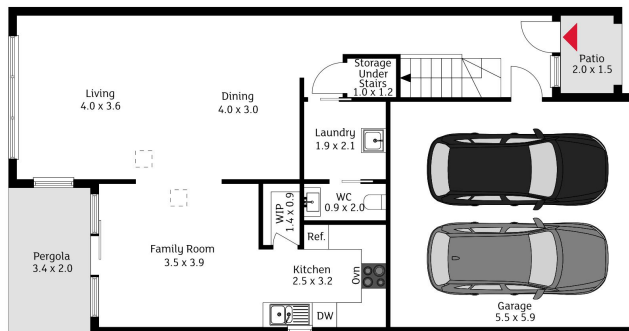 Patio
2.0 x 1.5
Storage
Under
Stairs
1.0 x 1.2
Living
4.0 x 3.6
Dining
4.0 x 3.0
Laundry
1.9 x 2.1
WC
0.9 x 2.0
WIP
1.4 x 0.9
Pergola
3.4 x 2.0
Family Room
3.5 x 3.9
Ref.
Kitchen
2.5 x 3.2
Ovn
DW
Garage
5.5 x 5.9